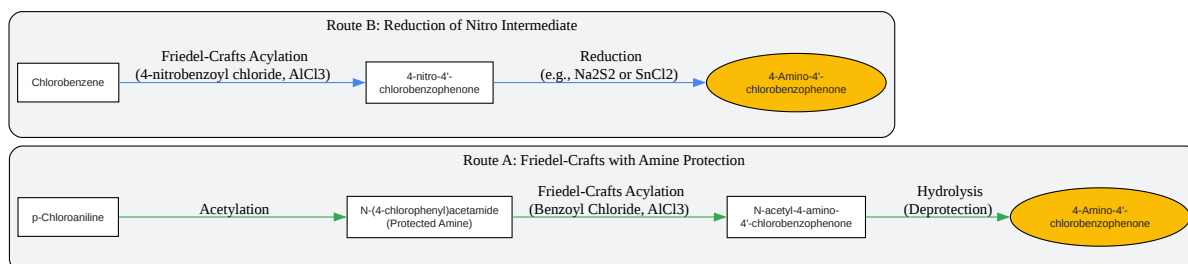 Route B: Reduction of Nitro Intermediate
Chlorobenzene
Friedel-Crafts Acylation
(4-nitrobenzoyl chloride, AlCl3)
4-nitro-4'-
chlorobenzophenone
Reduction
(e.g., Na2S2 or SnCl2)
4-Amino-4'-
chlorobenzophenone
Route A: Friedel-Crafts with Amine Protection
p-Chloroaniline
Acetylation
N-(4-chlorophenyl)acetamide
(Protected Amine)
Friedel-Crafts Acylation
(Benzoyl Chloride, AlCl3)
N-acetyl-4-amino-
4'-chlorobenzophenone
Hydrolysis
(Deprotection)
4-Amino-4'-
chlorobenzophenone